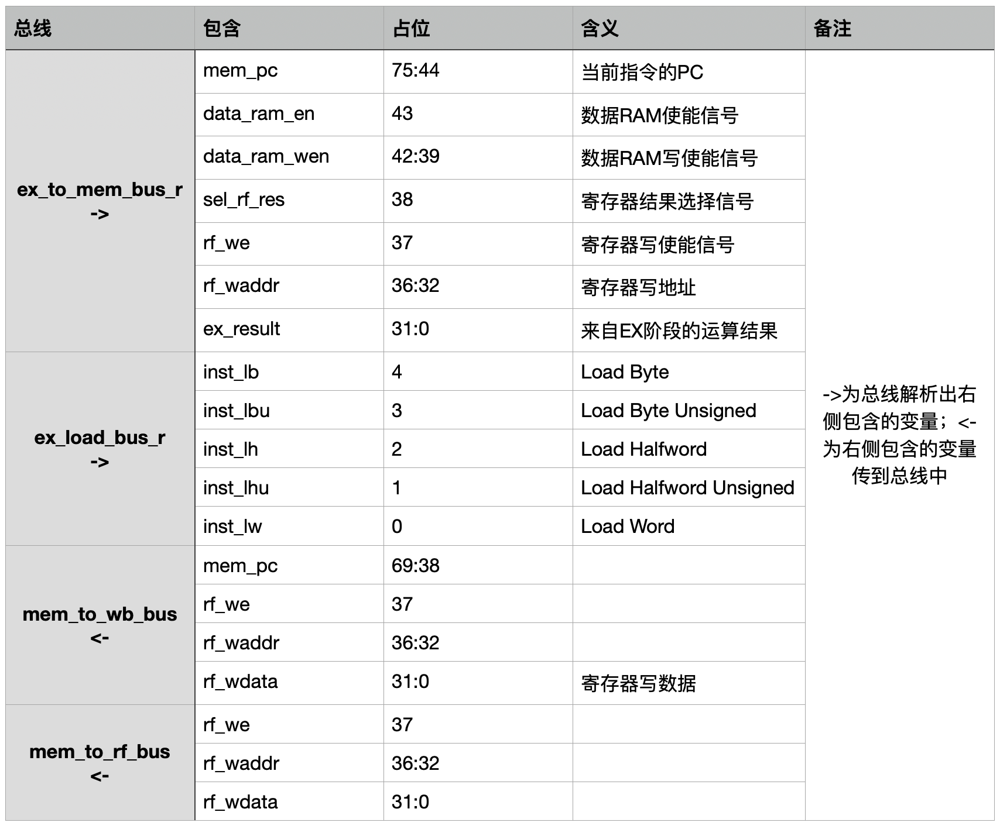 总线 包含 占位 含义 备注
ex_to_mem_bus_r
->
mem_pc 75:44 当前指令的PC
data_ram_en 43 数据RAM使能信号
data_ram_wen 42:39 数据RAM写使能信号
sel_rf_res 38 寄存器结果选择信号
rf_we 37 寄存器写使能信号
rf_waddr 36:32 寄存器写地址
ex_result 31:0 来自EX阶段的运算结果
ex_load_bus_r
->
inst_lb 4 Load Byte
inst_lbu 3 Load Byte Unsigned
inst_lh 2 Load Halfword
inst_lhu 1 Load Halfword Unsigned
inst_lw 0 Load Word
mem_to_wb_bus
<-
mem_pc 69:38
rf_we 37
rf_waddr 36:32
rf_wdata 31:0 寄存器写数据
mem_to_rf_bus
<-
rf_we 37
rf_waddr 36:32
rf_wdata 31:0
->为总线解析出右
侧包含的变量；<-
为右侧包含的变量
传到总线中